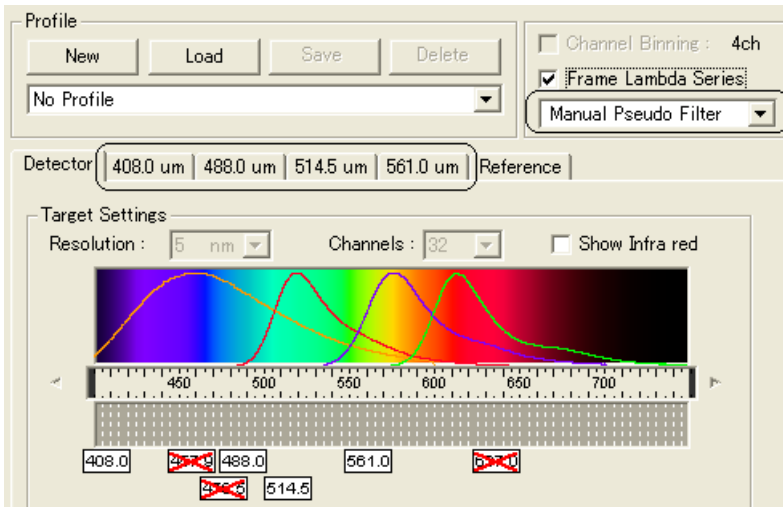 Profile
New Load Save Delete
No Profile
Channel Binning : 4ch
Frame Lambda Series
Manual Pseudo Filter
Detector 408.0 um 488.0 um 514.5 um 561.0 um Reference
Target Settings
Resolution : 5 nm Channels : 32 Show Infra red
450 500 550 600 650 700
408.0 488.0 561.0
514.5